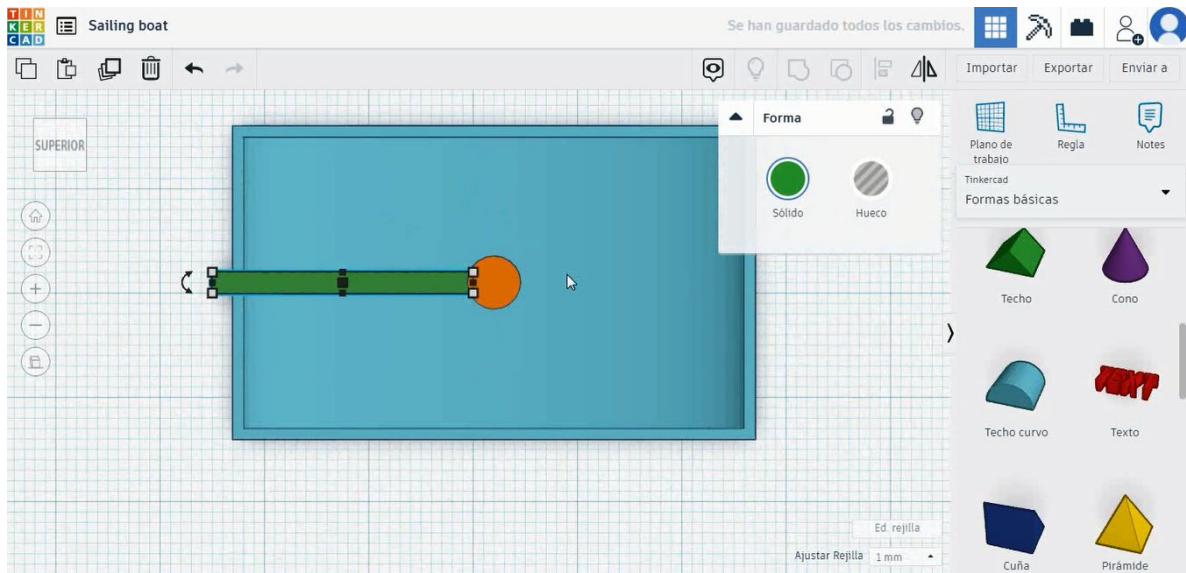 TIN
KER
CAD
Sailing boat
Se han guardado todos los cambios.
Importar
Exportar
Enviar a
SUPERIOR
Forma
Sólido
Hueco
Plano de
trabajo
Regla
Notes
Tinkercad
Formas básicas
Techo
Cono
TEXT
Techo curvo
Texto
Cuña
Pirámide
Ed. rejilla
Ajustar Rejilla
1 mm